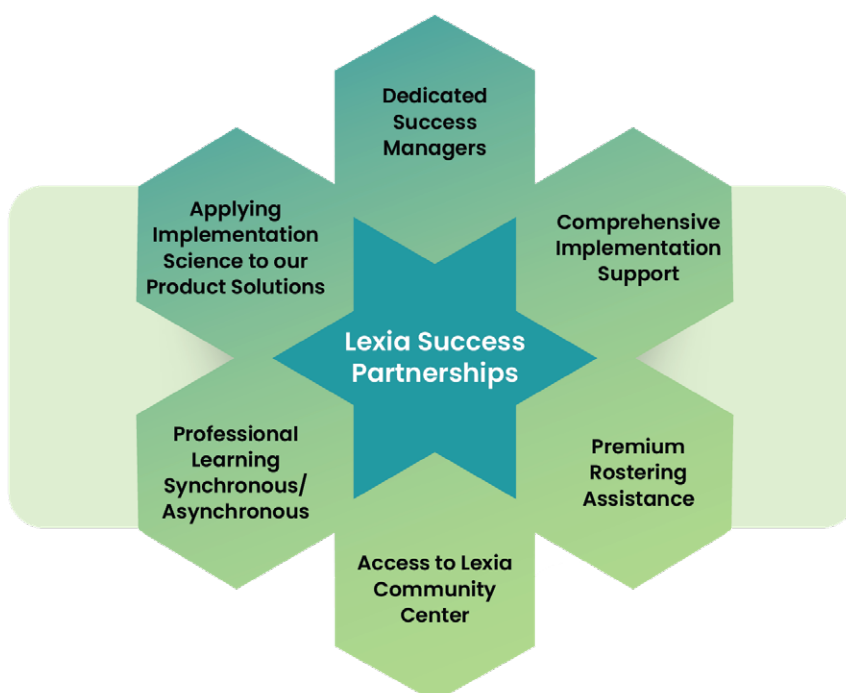 Dedicated
Success
Managers
Applying
Implementation
Science to our
Product Solutions
Comprehensive
Implementation
Support
Lexia Success
Partnerships
Professional
Learning
Synchronous/
Asynchronous
Premium
Rostering
Assistance
Access to Lexia
Community
Center